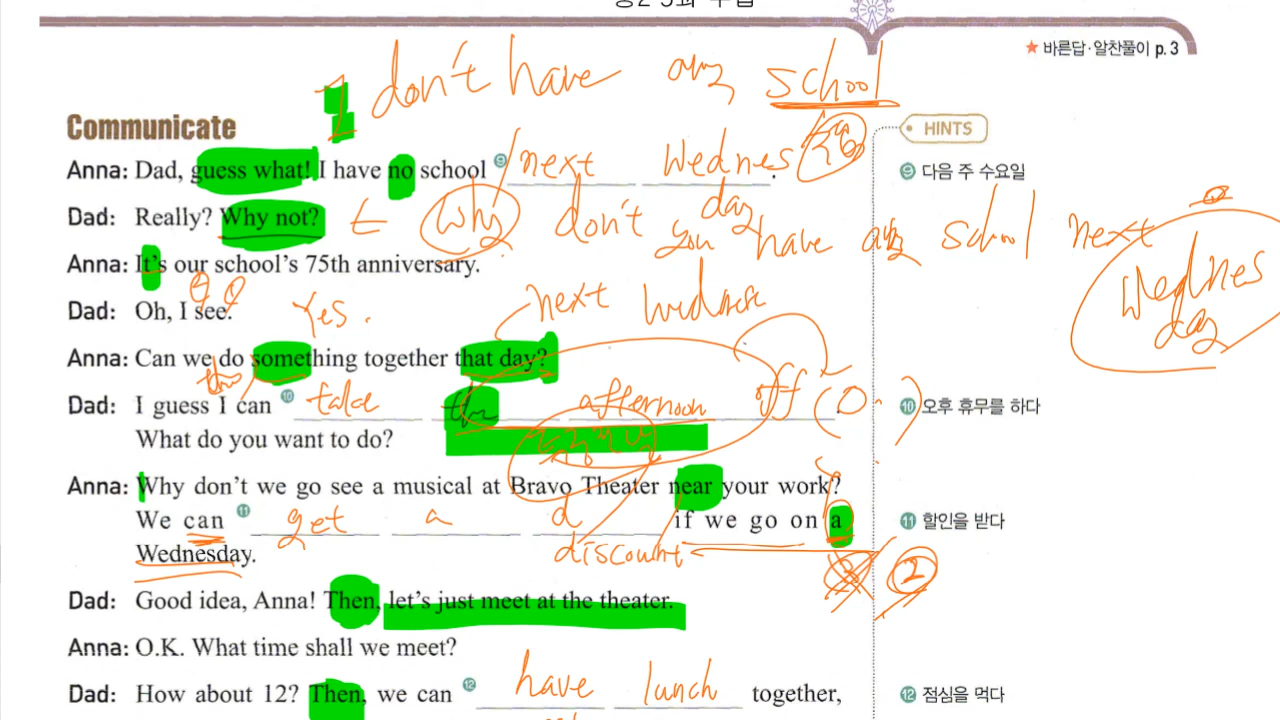 중2 5과 수업
★ 바른답·알찬풀이 p. 3
I don't have any school
Communicate
HINTS
Anna: Dad, guess what! I have no school ⑨ next Wednesday.
⑨ 다음 주 수요일
Dad: Really? Why not?
why don't you have any school next Wednesday
Anna: It's our school's 75th anniversary.
Dad: Oh, I see.
Yes.
next
Anna: Can we do something together that day?
Dad: I guess I can ⑩ take the afternoon off.
⑩ 오후 휴무를 하다
What do you want to do?
Anna: Why don't we go see a musical at Bravo Theater near your work?
We can ⑪ get a d if we go on a
⑪ 할인을 받다
discount
Wednesday.
②
Dad: Good idea, Anna! Then, let's just meet at the theater.
Anna: O.K. What time shall we meet?
Dad: How about 12? Then, we can ⑫ have lunch together,
⑫ 점심을 먹다